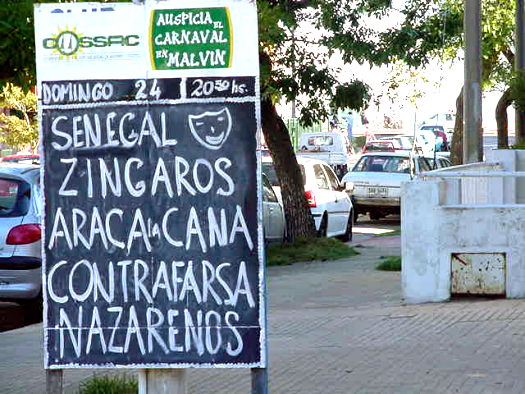 COSSAC
AUSPICIA EL
CARNAVAL
EN MALVIN
DOMINGO 24 20:30 hs.
SENEGAL
ZINGAROS
ARACA LA CANA
CONTRAFARSA
NAZARENOS